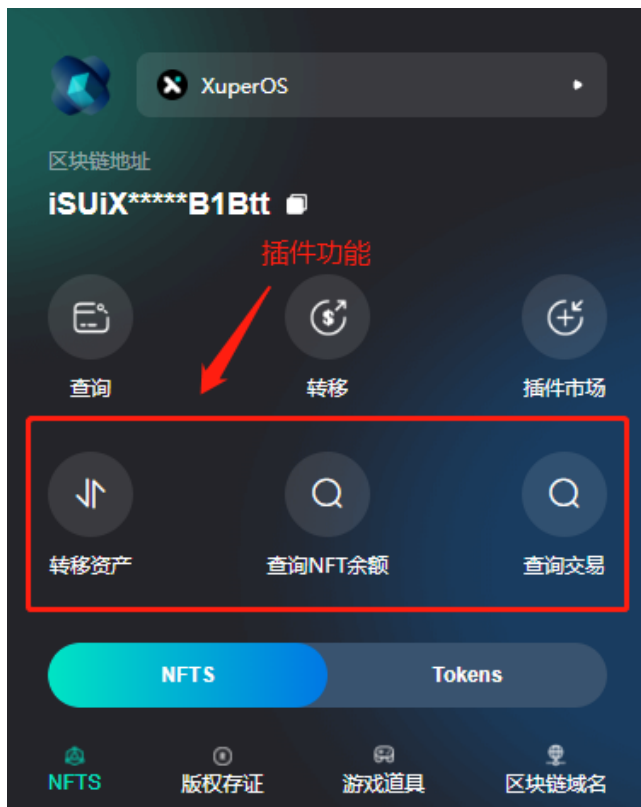 XuperOS
区块链地址
iSUiX*****B1Btt
插件功能
查询 转移 插件市场
转移资产 查询NFT余额 查询交易
NFTS Tokens
NFTS 版权存证 游戏道具 区块链域名